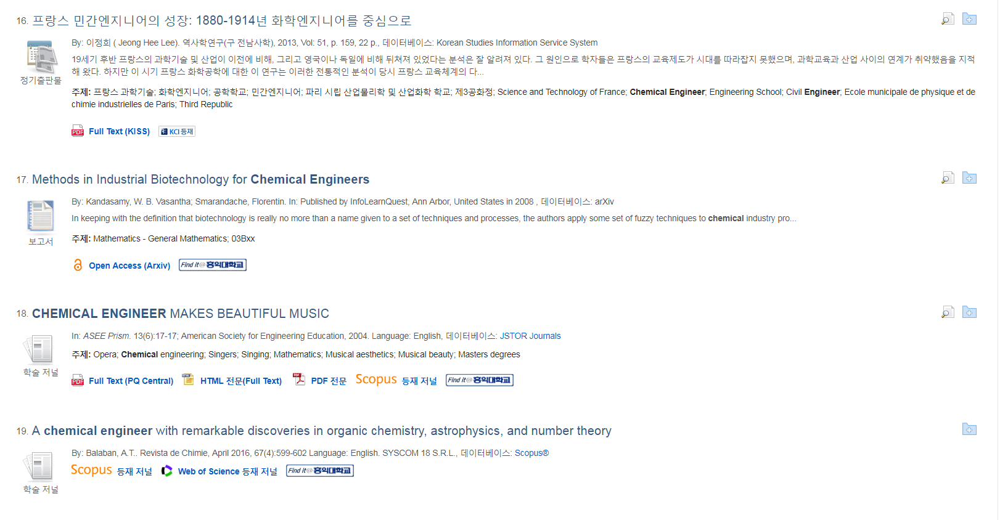 16. 프랑스 민간엔지니어의 성장: 1880-1914년 화학엔지니어를 중심으로
정기출판물
By: 이정희 ( Jeong Hee Lee). 역사학연구(구 전남사학), 2013, Vol: 51, p. 159, 22 p., 데이터베이스: Korean Studies Information Service System
19세기 후반 프랑스의 과학기술 및 산업이 이전에 비해, 그리고 영국이나 독일에 비해 뒤쳐져 있었다는 분석은 잘 알려져 있다. 그 원인으로 학자들은 프랑스의 교육제도가 시대를 따라잡지 못했으며, 과학교육과 산업 사이의 연계가 취약했음을 지적
해 왔다. 하지만 이 시기 프랑스 화학공학에 대한 이 연구는 이러한 전통적인 분석이 당시 프랑스 교육체계의 다...
주제: 프랑스 과학기술; 화학엔지니어; 공학학교; 민간엔지니어; 파리 시립 산업물리학 및 산업화학 학교; 제3공화정; Science and Technology of France; Chemical Engineer; Engineering School; Civil Engineer; Ecole municipale de physique et de
chimie industrielles de Paris; Third Republic
PDF Full Text (KISS) KCI 등재
17. Methods in Industrial Biotechnology for Chemical Engineers
보고서
By: Kandasamy, W. B. Vasantha; Smarandache, Florentin. In: Published by InfoLearnQuest, Ann Arbor, United States in 2008 , 데이터베이스: arXiv
In keeping with the definition that biotechnology is really no more than a name given to a set of techniques and processes, the authors apply some set of fuzzy techniques to chemical industry pro...
주제: Mathematics - General Mathematics; 03Bxx
Open Access (Arxiv) Find it@ 홍익대학교
18. CHEMICAL ENGINEER MAKES BEAUTIFUL MUSIC
학술 저널
In: ASEE Prism. 13(6):17-17; American Society for Engineering Education, 2004. Language: English, 데이터베이스: JSTOR Journals
주제: Opera; Chemical engineering; Singers; Singing; Mathematics; Musical aesthetics; Musical beauty; Masters degrees
PDF Full Text (PQ Central) HTML 전문(Full Text) PDF PDF 전문 Scopus 등재 저널 Find it@ 홍익대학교
19. A chemical engineer with remarkable discoveries in organic chemistry, astrophysics, and number theory
학술 저널
By: Balaban, A.T.. Revista de Chimie, April 2016, 67(4):599-602 Language: English. SYSCOM 18 S.R.L., 데이터베이스: Scopus®
Scopus 등재 저널 Web of Science 등재 저널 Find it@ 홍익대학교